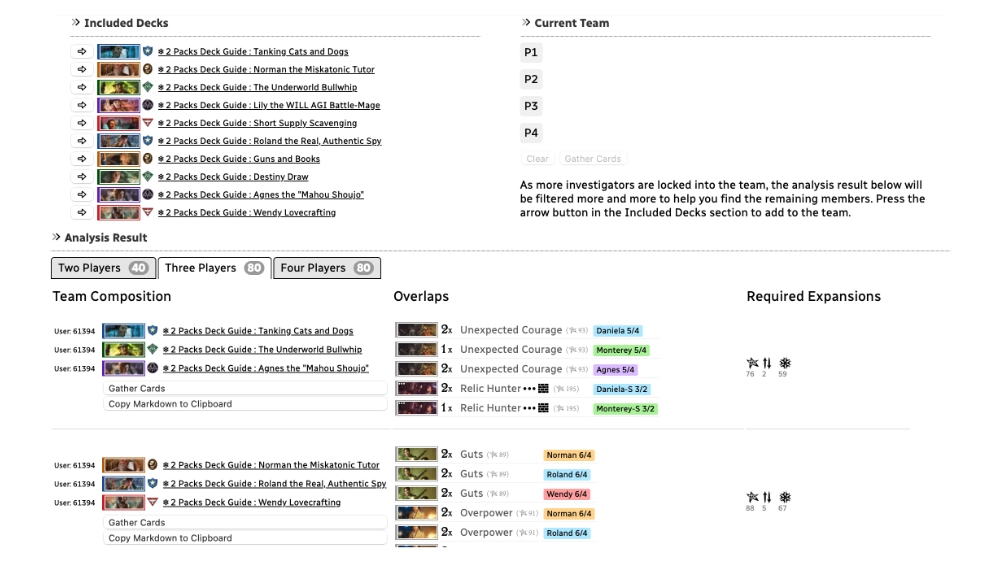 Included Decks
❄ 2 Packs Deck Guide : Tanking Cats and Dogs
❄ 2 Packs Deck Guide : Norman the Miskatonic Tutor
❄ 2 Packs Deck Guide : The Underworld Bullwhip
❄ 2 Packs Deck Guide : Lily the WILL AGI Battle-Mage
❄ 2 Packs Deck Guide : Short Supply Scavenging
❄ 2 Packs Deck Guide : Roland the Real, Authentic Spy
❄ 2 Packs Deck Guide : Guns and Books
❄ 2 Packs Deck Guide : Destiny Draw
❄ 2 Packs Deck Guide : Agnes the "Mahou Shoujo"
❄ 2 Packs Deck Guide : Wendy Lovecrafting
Current Team
P1
P2
P3
P4
Clear Gather Cards
As more investigators are locked into the team, the analysis result below will
be filtered more and more to help you find the remaining members. Press the
arrow button in the Included Decks section to add to the team.
Analysis Result
Two Players 40 Three Players 80 Four Players 80
Team Composition Overlaps Required Expansions
User: 61394 ❄ 2 Packs Deck Guide : Tanking Cats and Dogs
User: 61394 ❄ 2 Packs Deck Guide : The Underworld Bullwhip
User: 61394 ❄ 2 Packs Deck Guide : Agnes the "Mahou Shoujo"
Gather Cards
Copy Markdown to Clipboard
2x Unexpected Courage (93) Daniela 5/4
1x Unexpected Courage (93) Monterey 5/4
2x Unexpected Courage (93) Agnes 5/4
2x Relic Hunter ••• (195) Daniela-S 3/2
1x Relic Hunter ••• (195) Monterey-S 3/2
76 2 59
User: 61394 ❄ 2 Packs Deck Guide : Norman the Miskatonic Tutor
User: 61394 ❄ 2 Packs Deck Guide : Roland the Real, Authentic Spy
User: 61394 ❄ 2 Packs Deck Guide : Wendy Lovecrafting
Gather Cards
Copy Markdown to Clipboard
2x Guts (89) Norman 6/4
2x Guts (89) Roland 6/4
2x Guts (89) Wendy 6/4
2x Overpower (91) Norman 6/4
2x Overpower (91) Roland 6/4
88 5 67